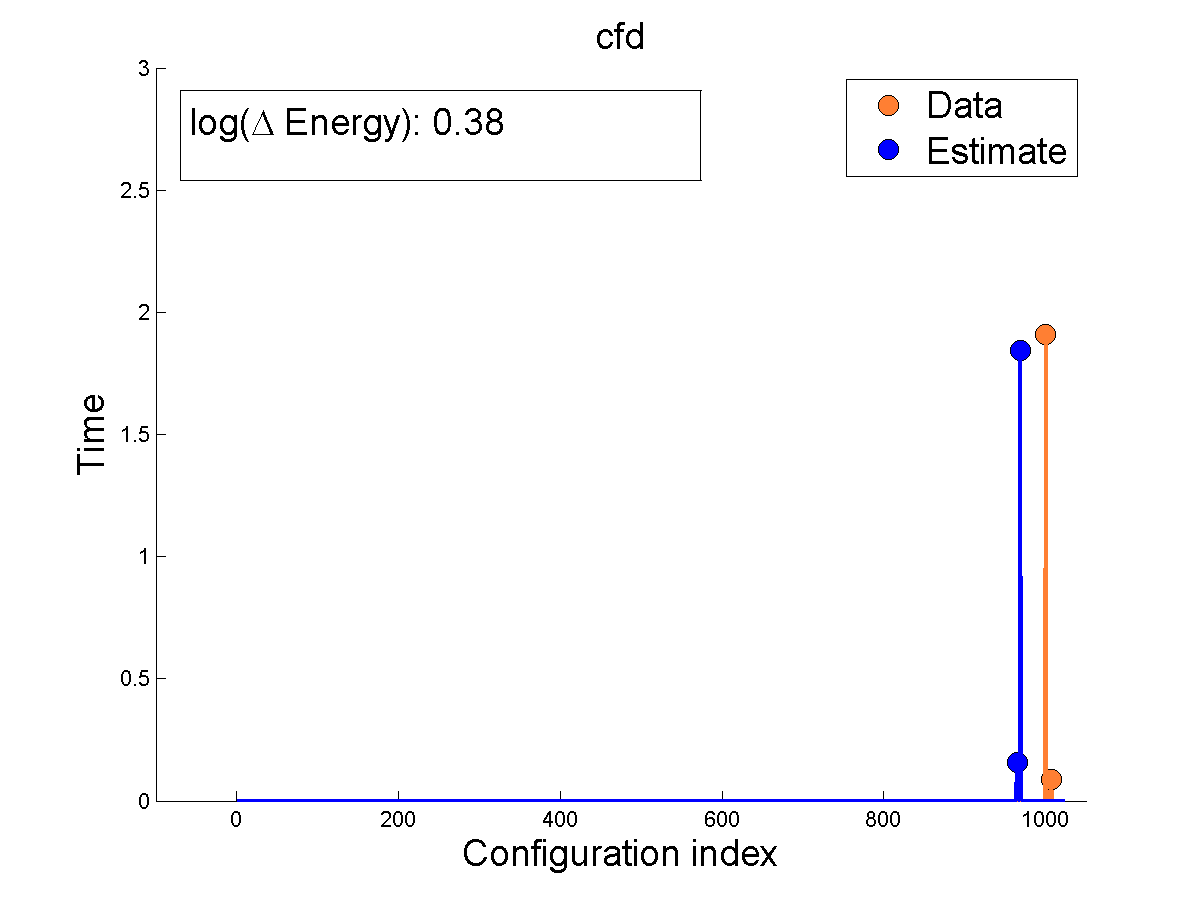 cfd
log(Δ Energy): 0.38
Data
Estimate
3
2.5
2
1.5
1
0.5
0
Time
0 200 400 600 800 1000
Configuration index